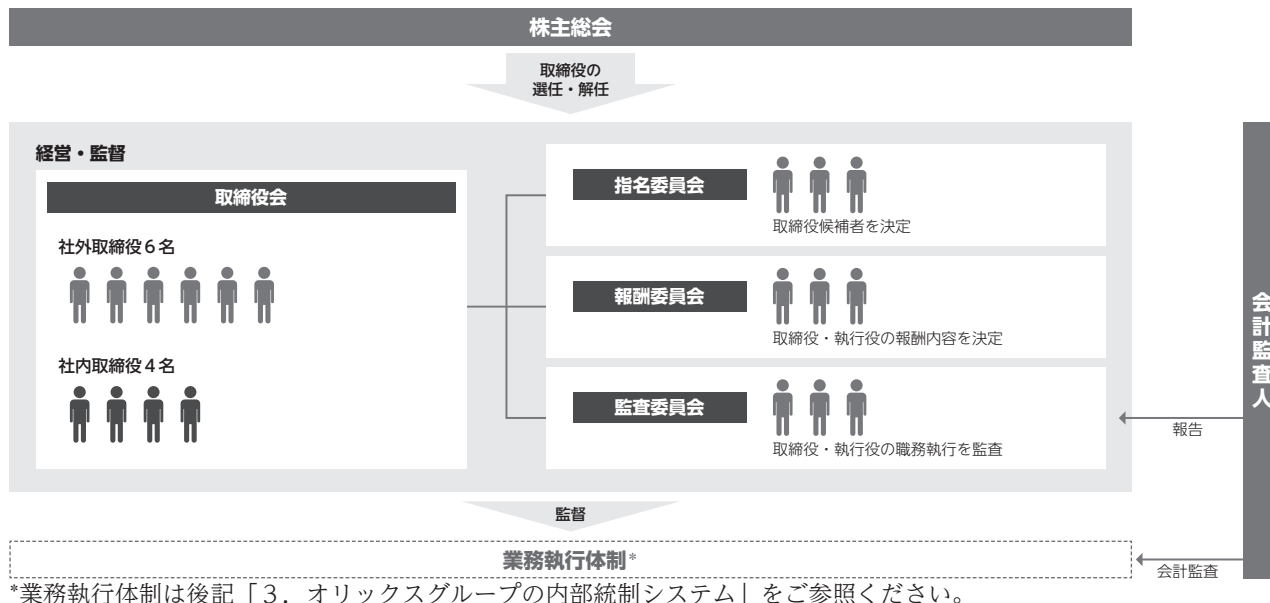 株主総会
取締役の
選任・解任
経営・監督
取締役会
社外取締役6名
社内取締役4名
指名委員会
取締役候補者を決定
報酬委員会
取締役・執行役の報酬内容を決定
監査委員会
取締役・執行役の職務執行を監査
会計監査人
報告
監督
業務執行体制*
会計監査
*業務執行体制は後記「3．オリックスグループの内部統制システム」をご参照ください。